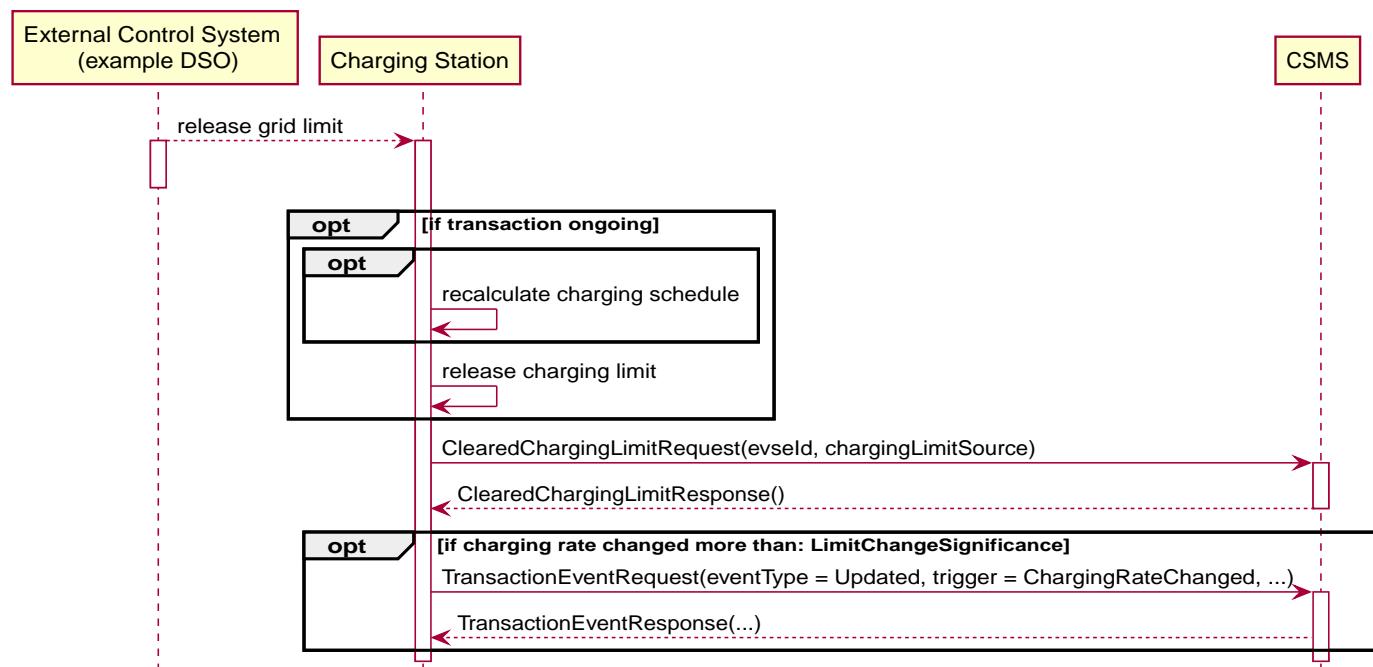 External Control System
(example DSO)
Charging Station
CSMS
release grid limit
opt
[if transaction ongoing]
opt
recalculate charging schedule
release charging limit
ClearedChargingLimitRequest(evseId, chargingLimitSource)
ClearedChargingLimitResponse()
opt
[if charging rate changed more than: LimitChangeSignificance]
TransactionEventRequest(eventType = Updated, trigger = ChargingRateChanged, ...)
TransactionEventResponse(...)